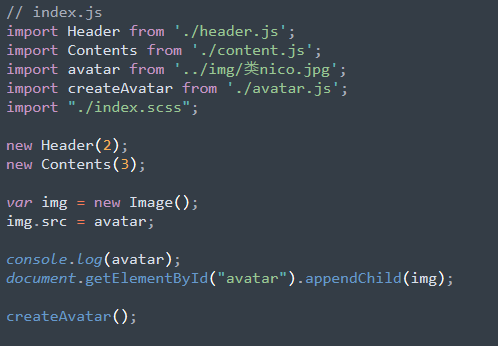 // index.js
import Header from './header.js';
import Contents from './content.js';
import avatar from '../img/类nico.jpg';
import createAvatar from './avatar.js';
import "./index.scss";
new Header(2);
new Contents(3);
var img = new Image();
img.src = avatar;
console.log(avatar);
document.getElementById("avatar").appendChild(img);
createAvatar();